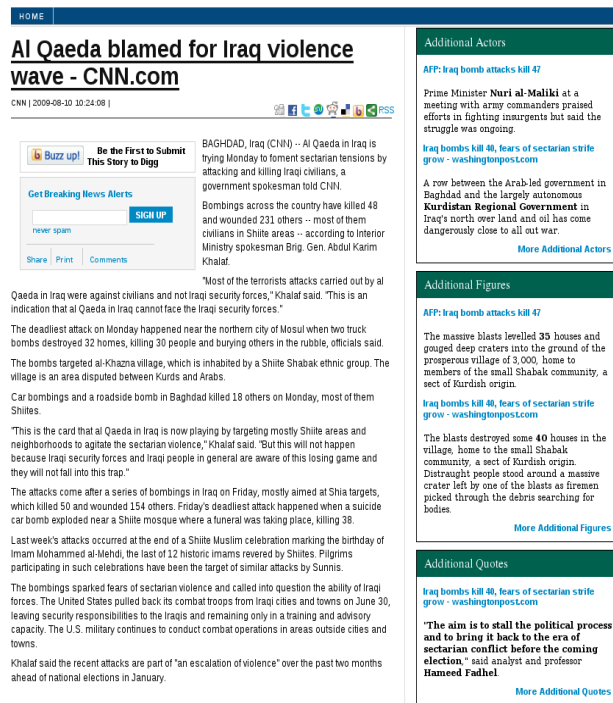 HOME
Al Qaeda blamed for Iraq violence
wave - CNN.com
CNN | 2009-08-10 10:24:08 |
RSS
Buzz up!
Be the First to Submit
This Story to Digg
Get Breaking News Alerts
SIGN UP
never spam
Share | Print | Comments
BAGHDAD, Iraq (CNN) -- Al Qaeda in Iraq is
trying Monday to foment sectarian tensions by
attacking and killing Iraqi civilians, a
government spokesman told CNN.
Bombings across the country have killed 48
and wounded 231 others -- most of them
civilians in Shiite areas -- according to Interior
Ministry spokesman Brig. Gen. Abdul Karim
Khalaf.
"Most of the terrorists attacks carried out by al
Qaeda in Iraq were against civilians and not Iraqi security forces," Khalaf said. "This is an
indication that al Qaeda in Iraq cannot face the Iraqi security forces."
The deadliest attack on Monday happened near the northern city of Mosul when two truck
bombs destroyed 32 homes, killing 30 people and burying others in the rubble, officials said.
The bombs targeted al-Khazna village, which is inhabited by a Shiite Shabak ethnic group. The
village is an area disputed between Kurds and Arabs.
Car bombings and a roadside bomb in Baghdad killed 18 others on Monday, most of them
Shiites.
"This is the card that al Qaeda in Iraq is now playing by targeting mostly Shiite areas and
neighborhoods to agitate the sectarian violence," Khalaf said. "But this will not happen
because Iraqi security forces and Iraqi people in general are aware of this losing game and
they will not fall into this trap."
The attacks come after a series of bombings in Iraq on Friday, mostly aimed at Shia targets,
which killed 50 and wounded 154 others. Friday's deadliest attack happened when a suicide
car bomb exploded near a Shiite mosque where a funeral was taking place, killing 38.
Last week's attacks occurred at the end of a Shiite Muslim celebration marking the birthday of
Imam Mohammed al-Mehdi, the last of 12 historic imams revered by Shiites. Pilgrims
participating in such celebrations have been the target of similar attacks by Sunnis.
The bombings sparked fears of sectarian violence and called into question the ability of Iraqi
forces. The United States pulled back its combat troops from Iraqi cities and towns on June 30,
leaving security responsibilities to the Iraqis and remaining only in a training and advisory
capacity. The U.S. military continues to conduct combat operations in areas outside cities and
towns.
Khalaf said the recent attacks are part of "an escalation of violence" over the past two months
ahead of national elections in January.
Additional Actors
AFP: Iraq bomb attacks kill 47
Prime Minister Nuri al-Maliki at a
meeting with army commanders praised
efforts in fighting insurgents but said the
struggle was ongoing.
Iraq bombs kill 40, fears of sectarian strife
grow - washingtonpost.com
A row between the Arab-led government in
Baghdad and the largely autonomous
Kurdistan Regional Government in
Iraq's north over land and oil has come
dangerously close to all out war.
More Additional Actors
Additional Figures
AFP: Iraq bomb attacks kill 47
The massive blasts levelled 35 houses and
gouged deep craters into the ground of the
prosperous village of 3,000, home to
members of the small Shabak community, a
sect of Kurdish origin.
Iraq bombs kill 40, fears of sectarian strife
grow - washingtonpost.com
The blasts destroyed some 40 houses in the
village, home to the small Shabak
community, a sect of Kurdish origin.
Distraught people stood around a massive
crater left by one of the blasts as firemen
picked through the debris searching for
bodies.
More Additional Figures
Additional Quotes
Iraq bombs kill 40, fears of sectarian strife
grow - washingtonpost.com
"The aim is to stall the political process
and to bring it back to the era of
sectarian conflict before the coming
election," said analyst and professor
Hameed Fadhel.
More Additional Quotes